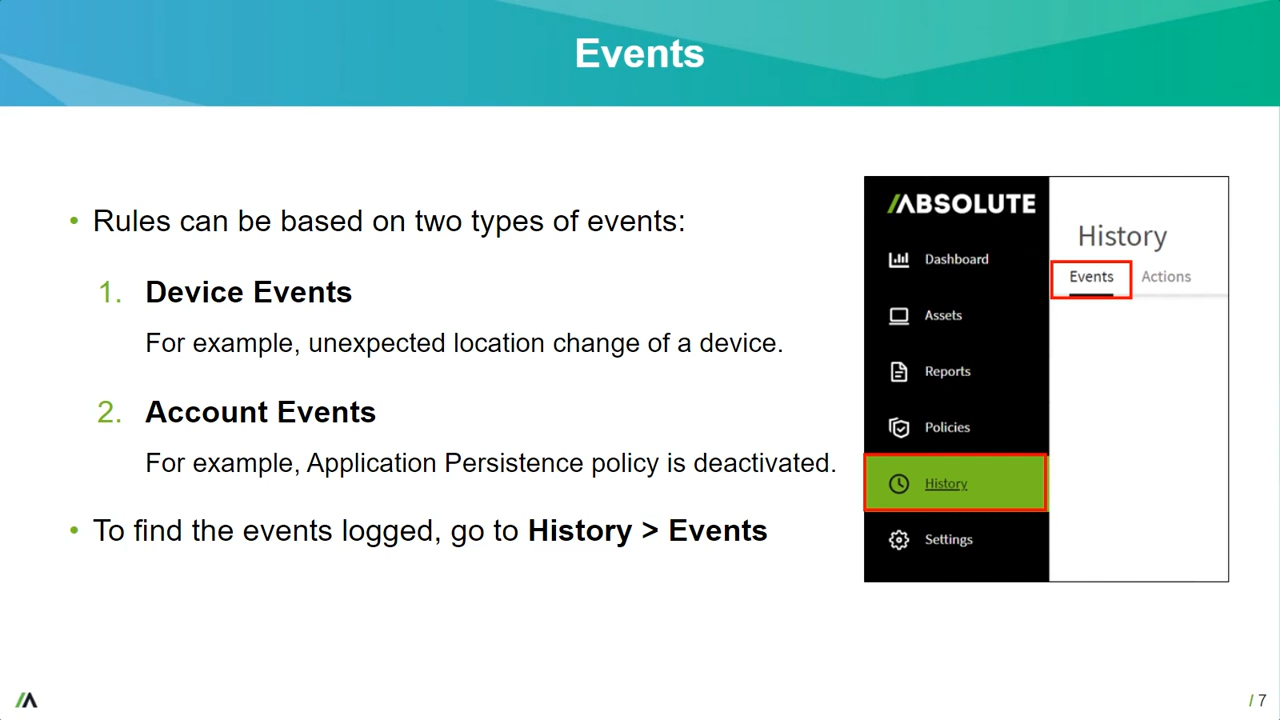 Events
• Rules can be based on two types of events:
1. Device Events
For example, unexpected location change of a device.
2. Account Events
For example, Application Persistence policy is deactivated.
• To find the events logged, go to History > Events
ABSOLUTE
Dashboard
Assets
Reports
Policies
History
Settings
History
Events Actions
/ 7